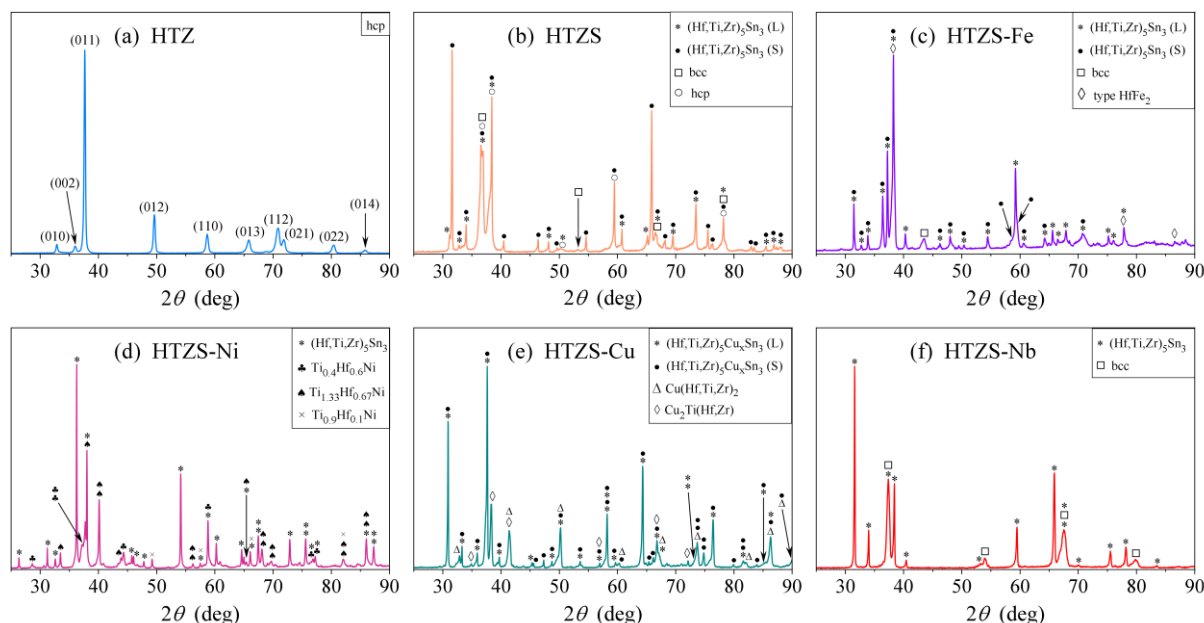 (a) HTZ
hcp
(010)
(002)
(011)
(012)
(110)
(013)
(112)
(021)
(022)
(014)
30 40 50 60 70 80 90
2θ (deg)
(b) HTZS
* (Hf,Ti,Zr)₅Sn₃ (L)
● (Hf,Ti,Zr)₅Sn₃ (S)
□ bcc
○ hcp
30 40 50 60 70 80 90
2θ (deg)
(c) HTZS-Fe
* (Hf,Ti,Zr)₅Sn₃ (L)
● (Hf,Ti,Zr)₅Sn₃ (S)
□ bcc
◊ type HfFe₂
30 40 50 60 70 80 90
2θ (deg)
(d) HTZS-Ni
* (Hf,Ti,Zr)₅Sn₃
♣ Ti₀.₄Hf₀.₆Ni
♠ Ti₁.₃₃Hf₀.₆₇Ni
× Ti₀.₉Hf₀.₁Ni
30 40 50 60 70 80 90
2θ (deg)
(e) HTZS-Cu
* (Hf,Ti,Zr)₅CuₓSn₃ (L)
● (Hf,Ti,Zr)₅CuₓSn₃ (S)
Δ Cu(Hf,Ti,Zr)₂
◊ Cu₂Ti(Hf,Zr)
30 40 50 60 70 80 90
2θ (deg)
(f) HTZS-Nb
* (Hf,Ti,Zr)₅Sn₃
□ bcc
30 40 50 60 70 80 90
2θ (deg)